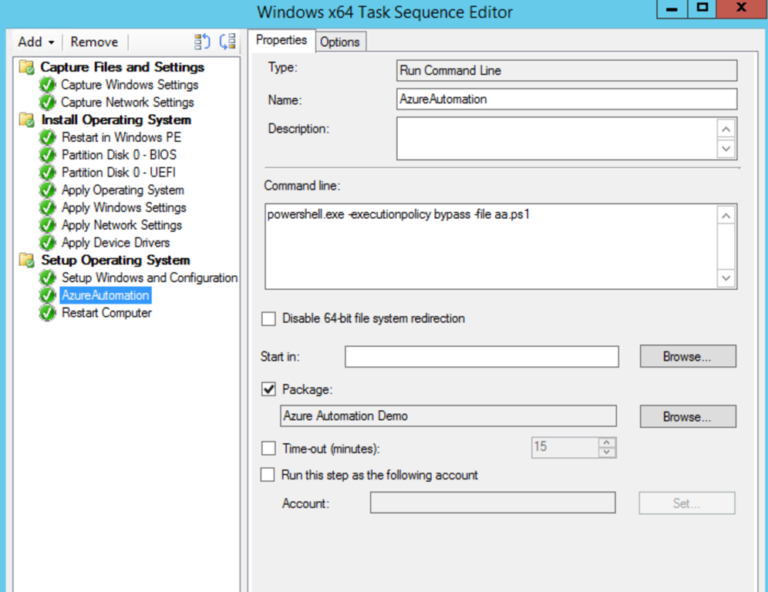 Windows x64 Task Sequence Editor
Add Remove
Capture Files and Settings
Capture Windows Settings
Capture Network Settings
Install Operating System
Restart in Windows PE
Partition Disk 0 - BIOS
Partition Disk 0 - UEFI
Apply Operating System
Apply Windows Settings
Apply Network Settings
Apply Device Drivers
Setup Operating System
Setup Windows and Configuration
AzureAutomation
Restart Computer
Properties Options
Type: Run Command Line
Name: AzureAutomation
Description:
Command line:
powershell.exe -executionpolicy bypass -file aa.ps1
Disable 64-bit file system redirection
Start in: Browse...
Package:
Azure Automation Demo Browse...
Time-out (minutes): 15
Run this step as the following account
Account: Set...